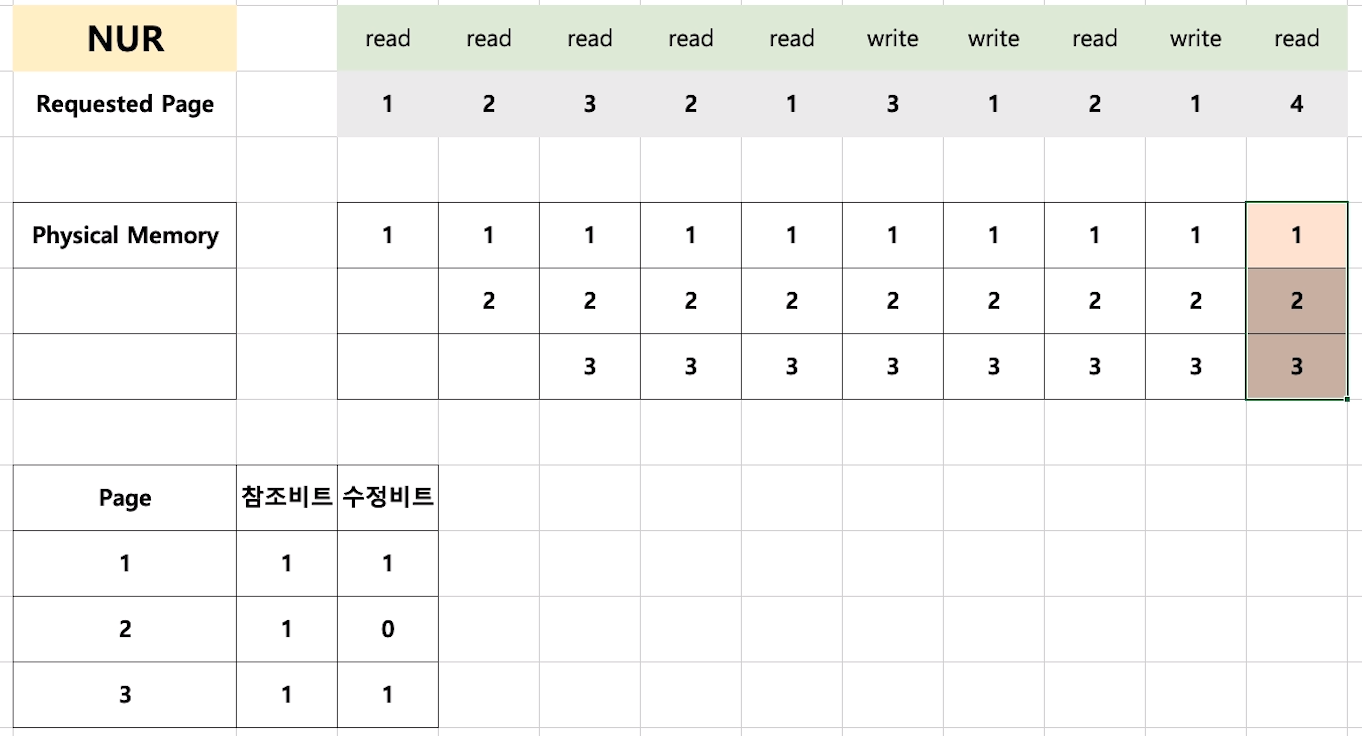 NUR read read read read read write write read write read
Requested Page 1 2 3 2 1 3 1 2 1 4
Physical Memory 1 1 1 1 1 1 1 1 1 1
2 2 2 2 2 2 2 2 2
3 3 3 3 3 3 3 3
Page 참조비트 수정비트
1 1 1
2 1 0
3 1 1